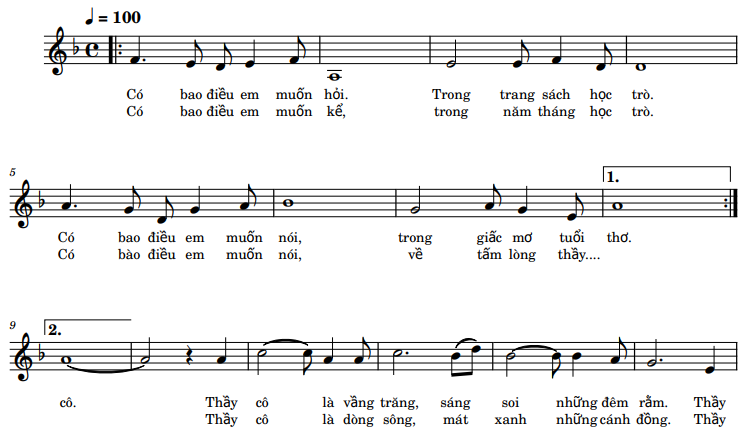 ♩ = 100
Có bao điều em muốn hỏi. Trong trang sách học trò.
Có bao điều em muốn kể, trong năm tháng học trò.
5
1.
Có bao điều em muốn nói, trong giấc mơ tuổi thơ.
Có bào điều em muốn nói, về tấm lòng thầy....
9
2.
cô. Thầy cô là vầng trăng, sáng soi những đêm rằm. Thầy
Thầy cô là dòng sông, mát xanh những cánh đồng. Thầy